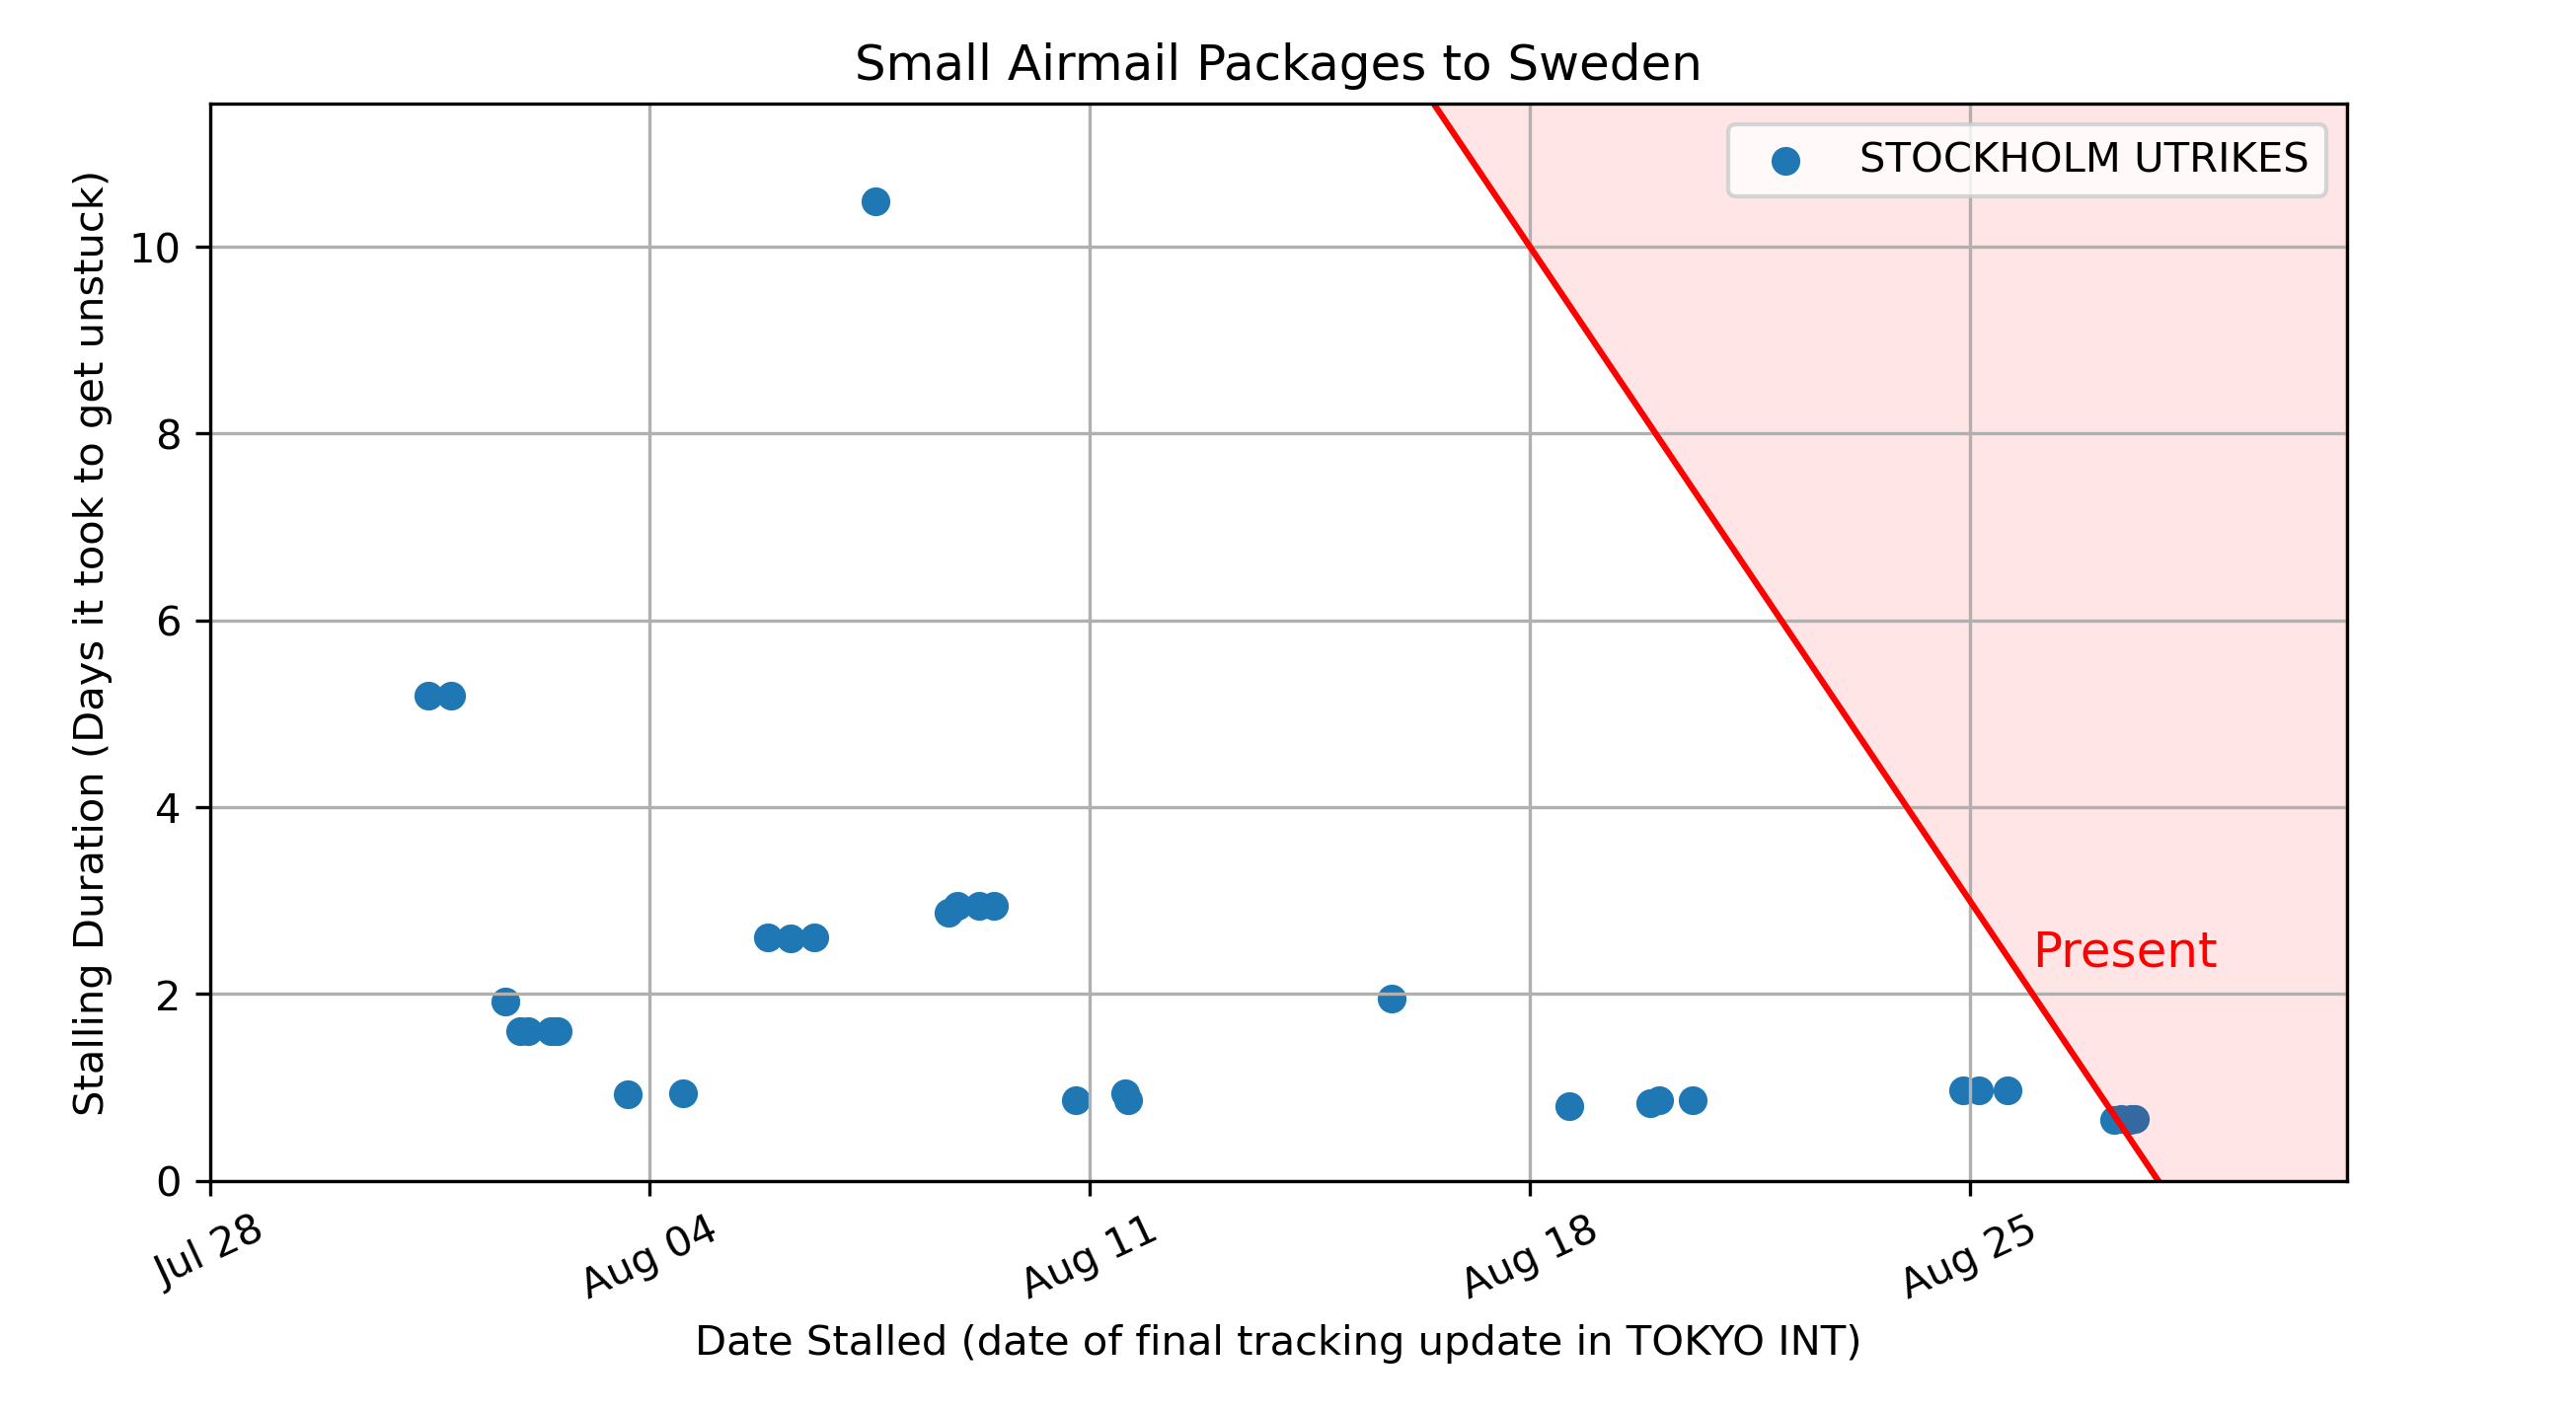 Small Airmail Packages to Sweden
STOCKHOLM UTRIKES
Stalling Duration (Days it took to get unstuck)
10
8
6
4
2
0
Present
Jul 28
Aug 04
Aug 11
Aug 18
Aug 25
Date Stalled (date of final tracking update in TOKYO INT)